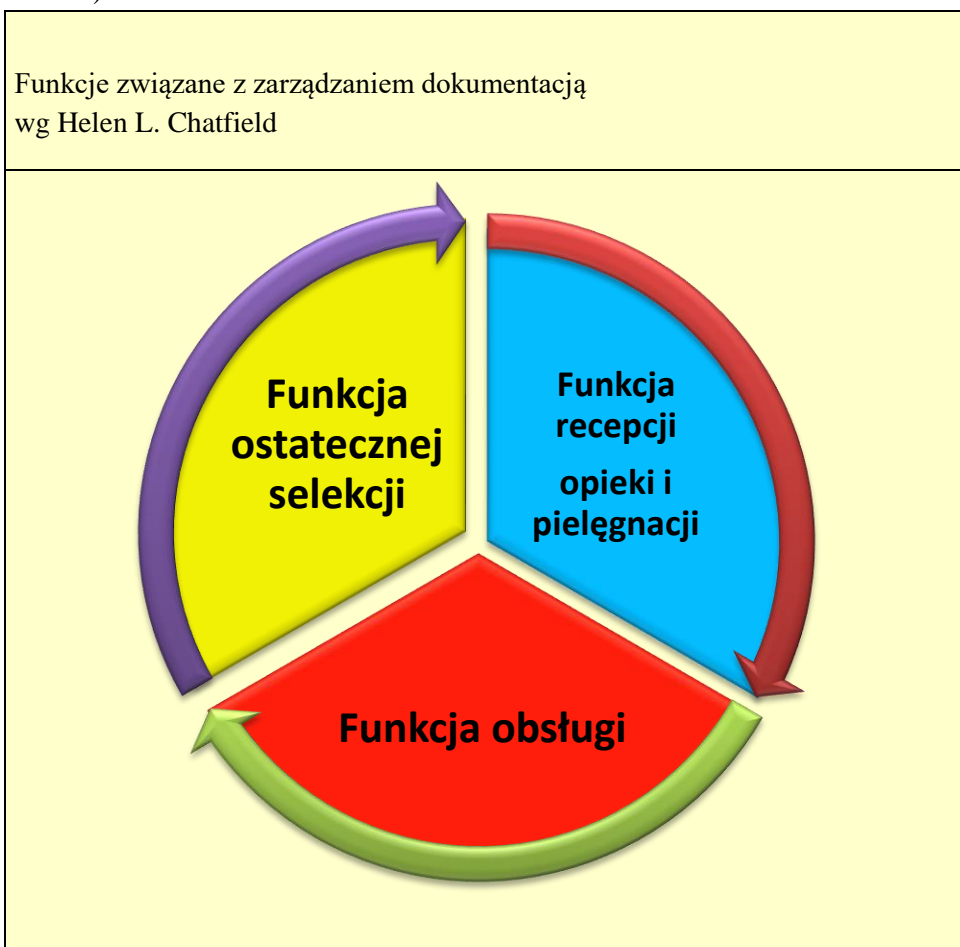 )
Funkcje związane z zarządzaniem dokumentacją
wg Helen L. Chatfield
Funkcja
ostatecznej
selekcji
Funkcja
recepcji
opieki i
pielęgnacji
Funkcja obsługi